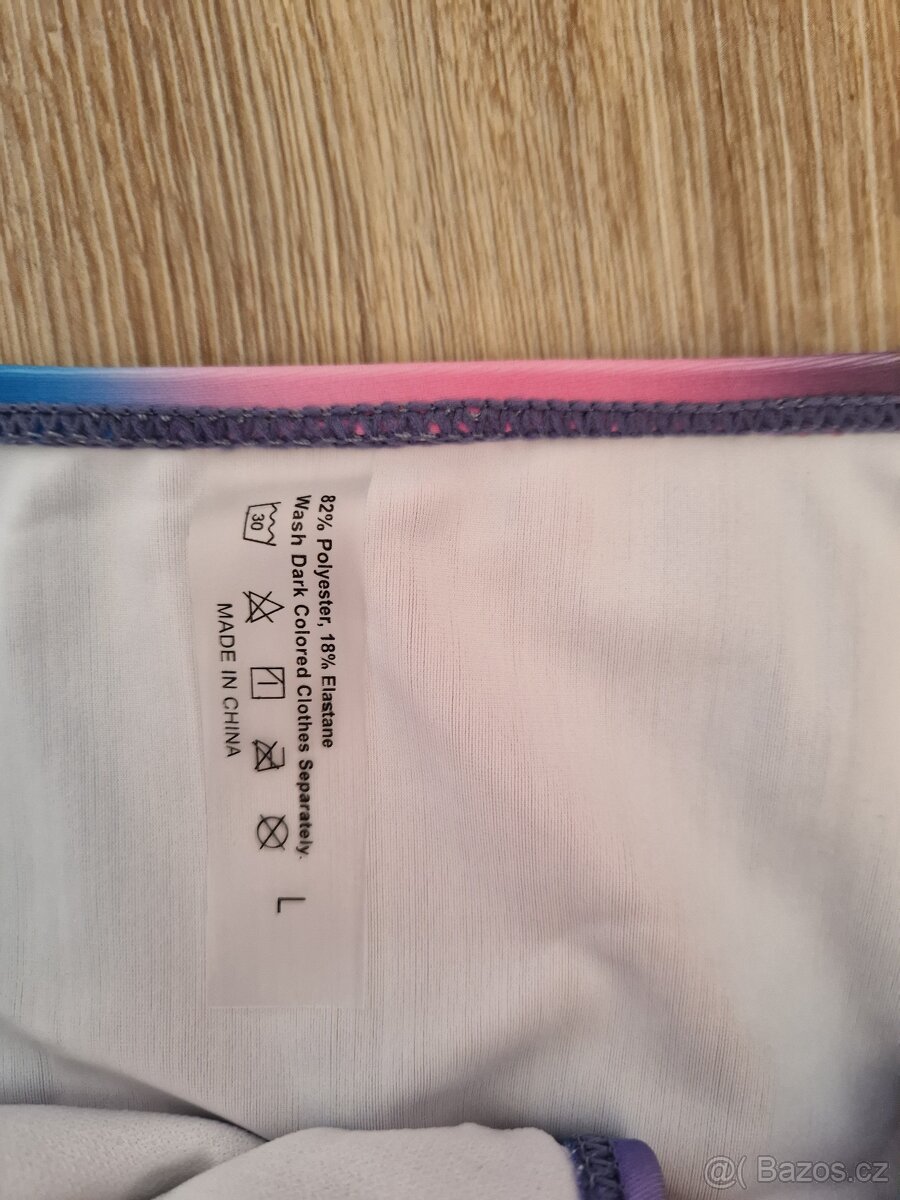 82% Polyester, 18% Elastane
Wash Dark Colored Clothes Separately.
30
L
MADE IN CHINA
@( Bazos.cz